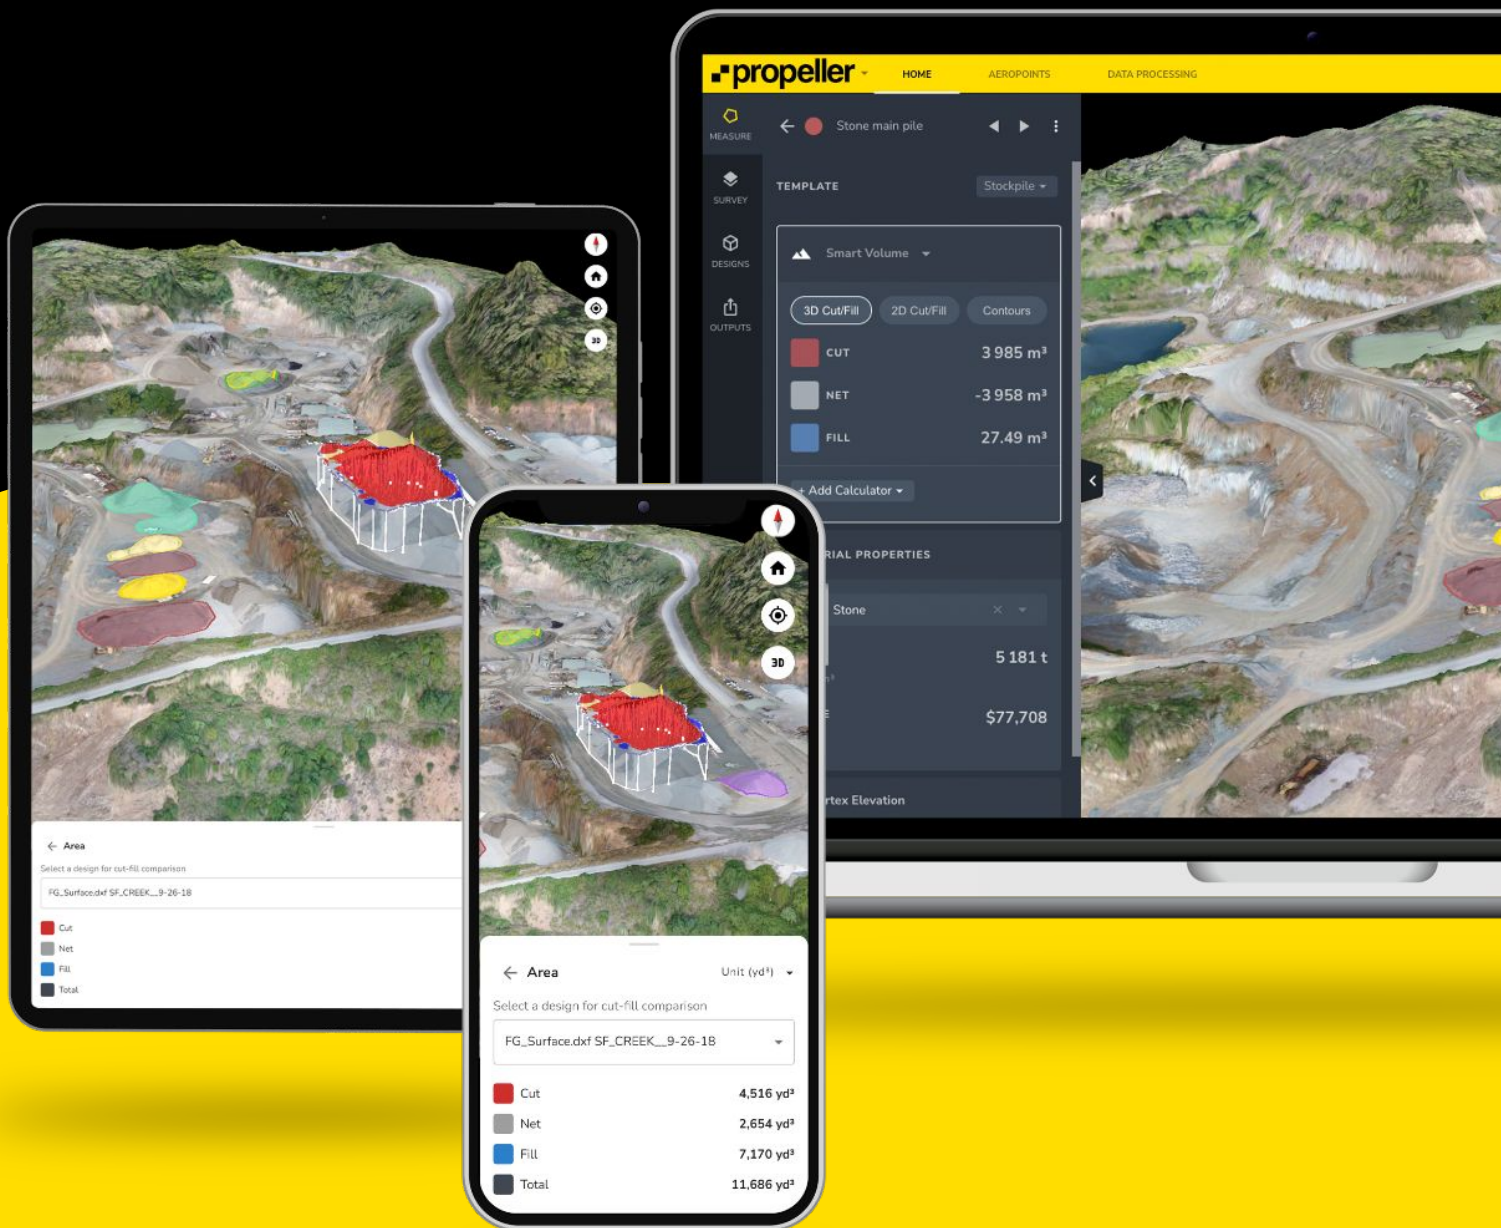 propeller HOME AEROPOINTS DATA PROCESSING
MEASURE
SURVEY
DESIGNS
OUTPUTS
Stone main pile
TEMPLATE Stockpile
Smart Volume
3D Cut/Fill 2D Cut/Fill Contours
CUT 3 985 m³
NET -3 958 m³
FILL 27.49 m³
+ Add Calculator
RIAL PROPERTIES
Stone
5 181 t
$77,708
rtex Elevation
3D
Area
Select a design for cut-fill comparison
FG_Surface.dxf SF_CREEK__9-26-18
Cut
Net
Fill
Total
3D
Area Unit (yd³)
Select a design for cut-fill comparison
FG_Surface.dxf SF_CREEK__9-26-18
Cut 4,516 yd³
Net 2,654 yd³
Fill 7,170 yd³
Total 11,686 yd³